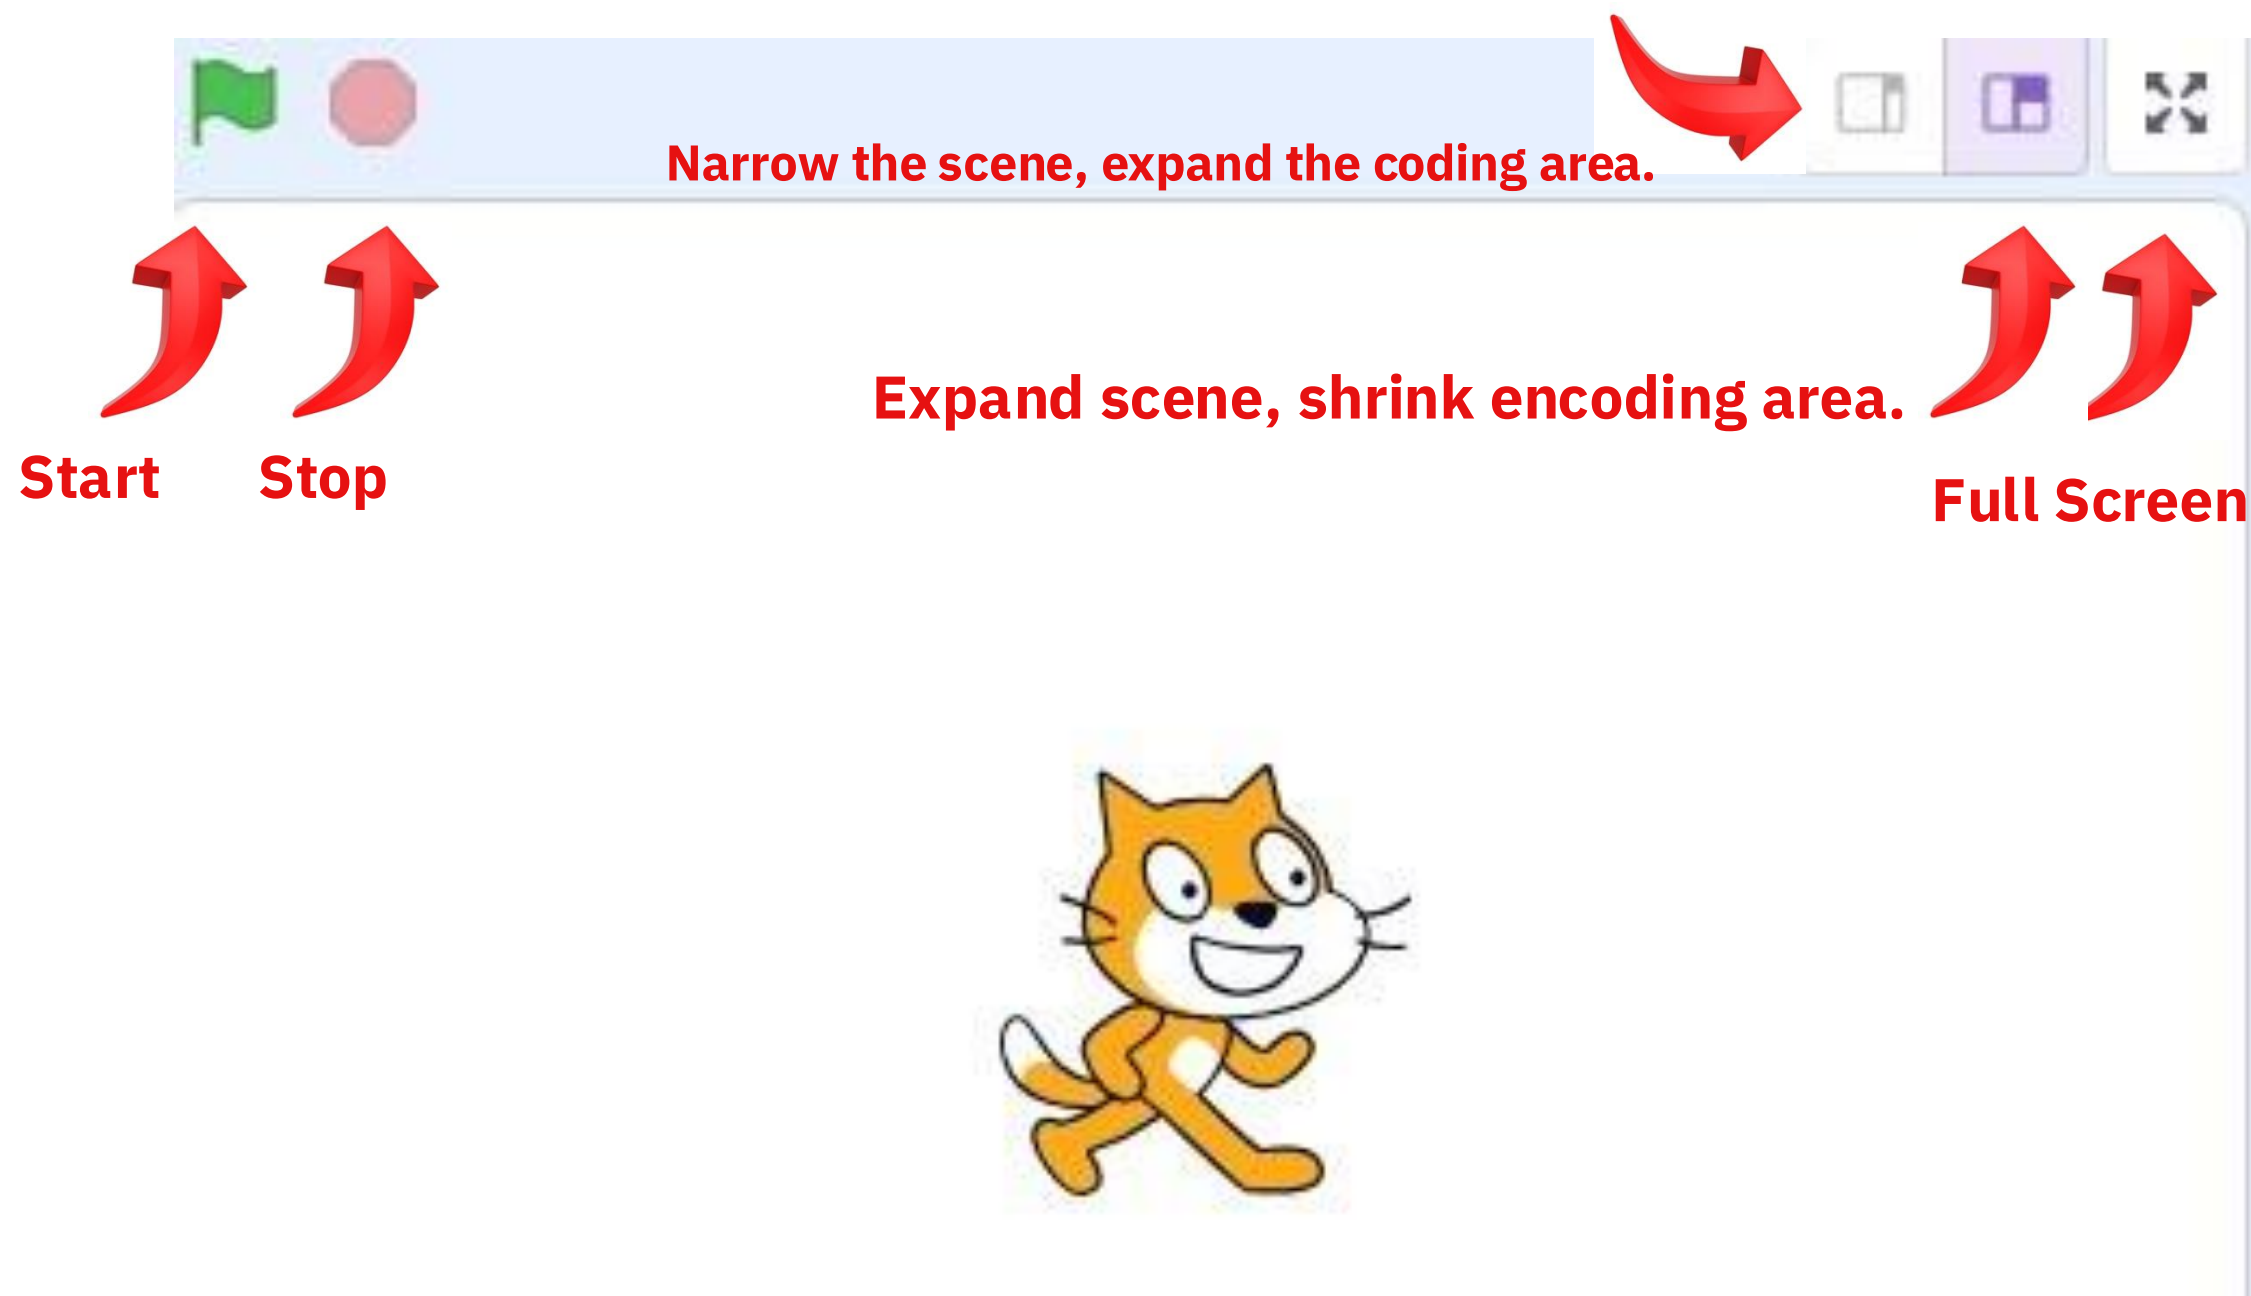 Narrow the scene, expand the coding area.
Expand scene, shrink encoding area.
Start
Stop
Full Screen